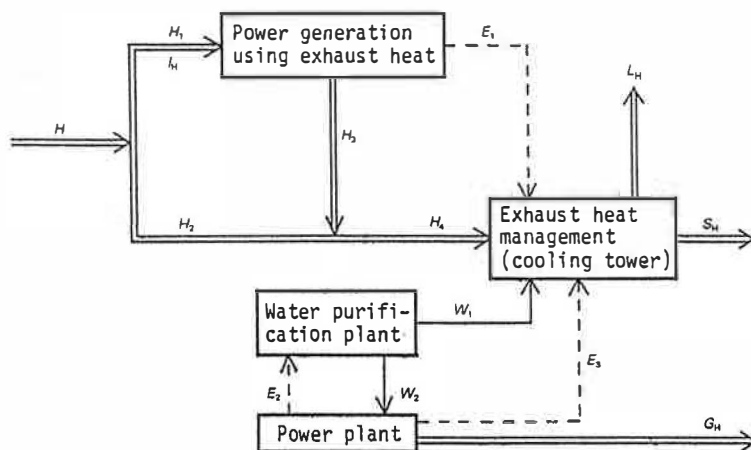 H₁
Power generation
using exhaust heat
E₁
I_H
L_H
H
H₃
H₂
H₄
Exhaust heat
management
(cooling tower)
S_H
Water purifi-
cation plant
W₁
E₂
W₂
E₃
Power plant
G_H